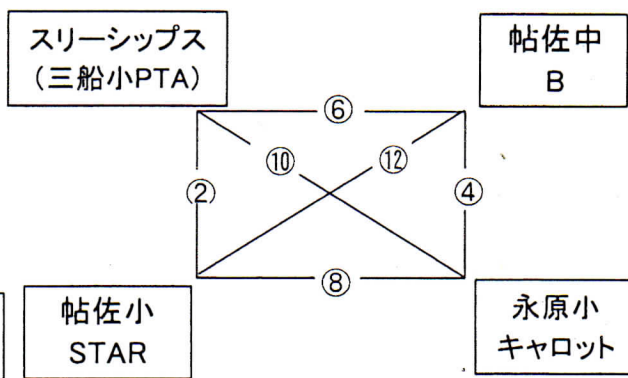 スリーシップス
(三船小PTA)
帖佐中
B
⑥
⑩
⑫
②
④
⑧
帖佐小
STAR
永原小
キャロット